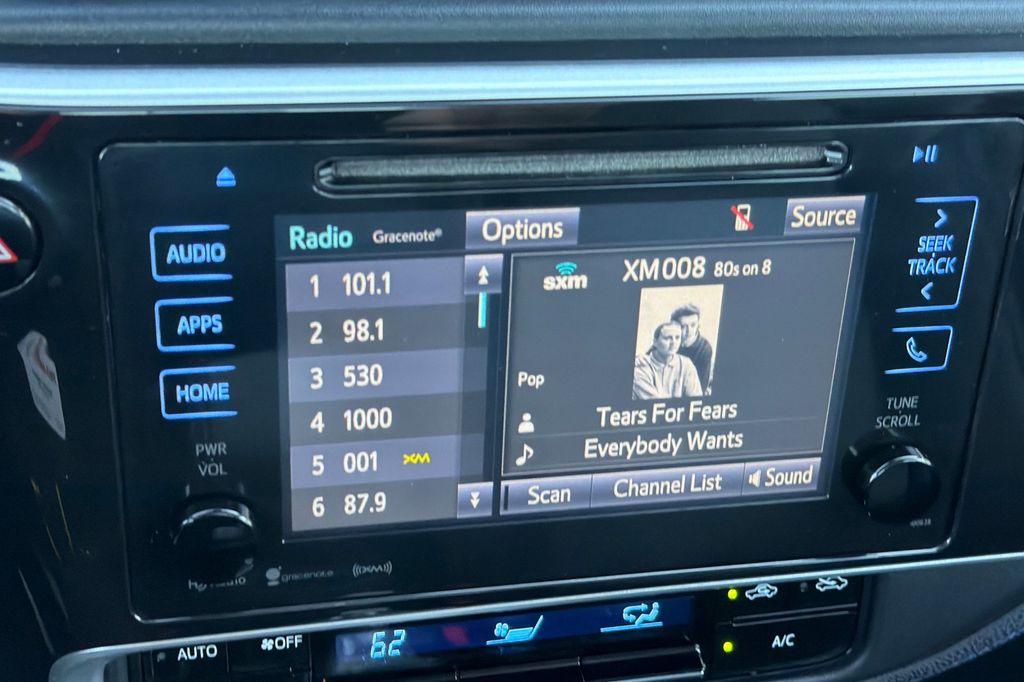 AUDIO
APPS
HOME
PWR
VOL
Radio
Gracenote®
Options
Source
1 101.1
2 98.1
3 530
4 1000
5 001 XM
6 87.9
sxm
XM008 80s on 8
Pop
Tears For Fears
Everybody Wants
Scan
Channel List
Sound
SEEK
TRACK
TUNE
SCROLL
gracenote
((XM))
AUTO
OFF
62
A/C